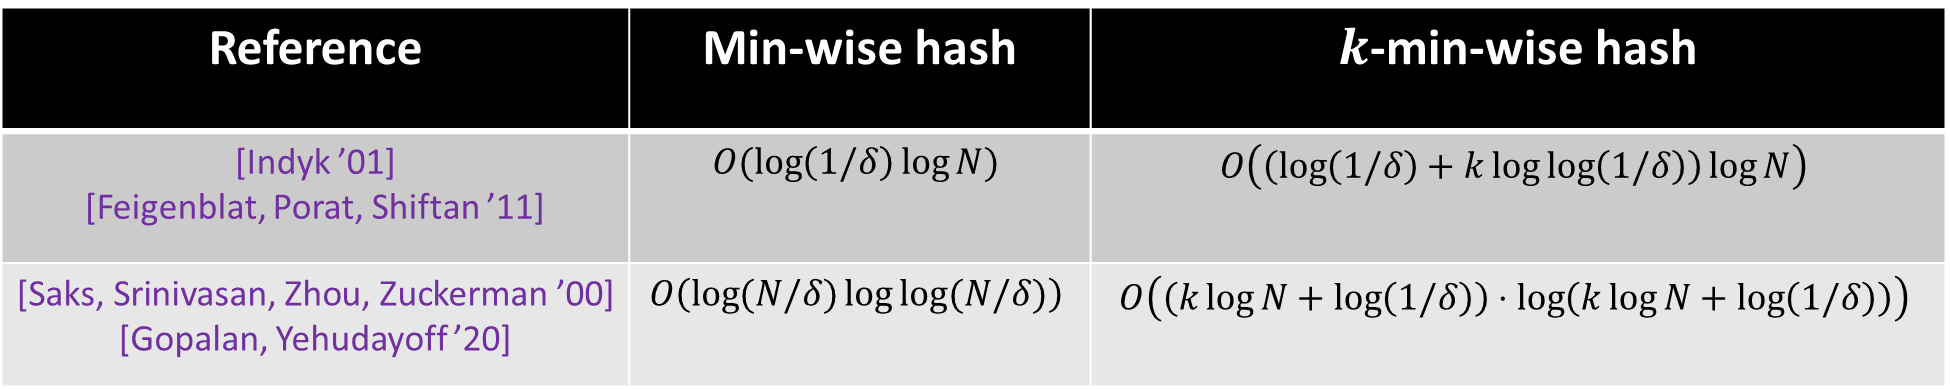 Reference Min-wise hash k-min-wise hash
[Indyk ’01] O(log(1/δ) log N) O((log(1/δ) + k log log(1/δ)) log N)
[Feigenblat, Porat, Shiftan ’11]
[Saks, Srinivasan, Zhou, Zuckerman ’00] O(log(N/δ) log log(N/δ)) O((k log N + log(1/δ)) · log(k log N + log(1/δ)))
[Gopalan, Yehudayoff ’20]